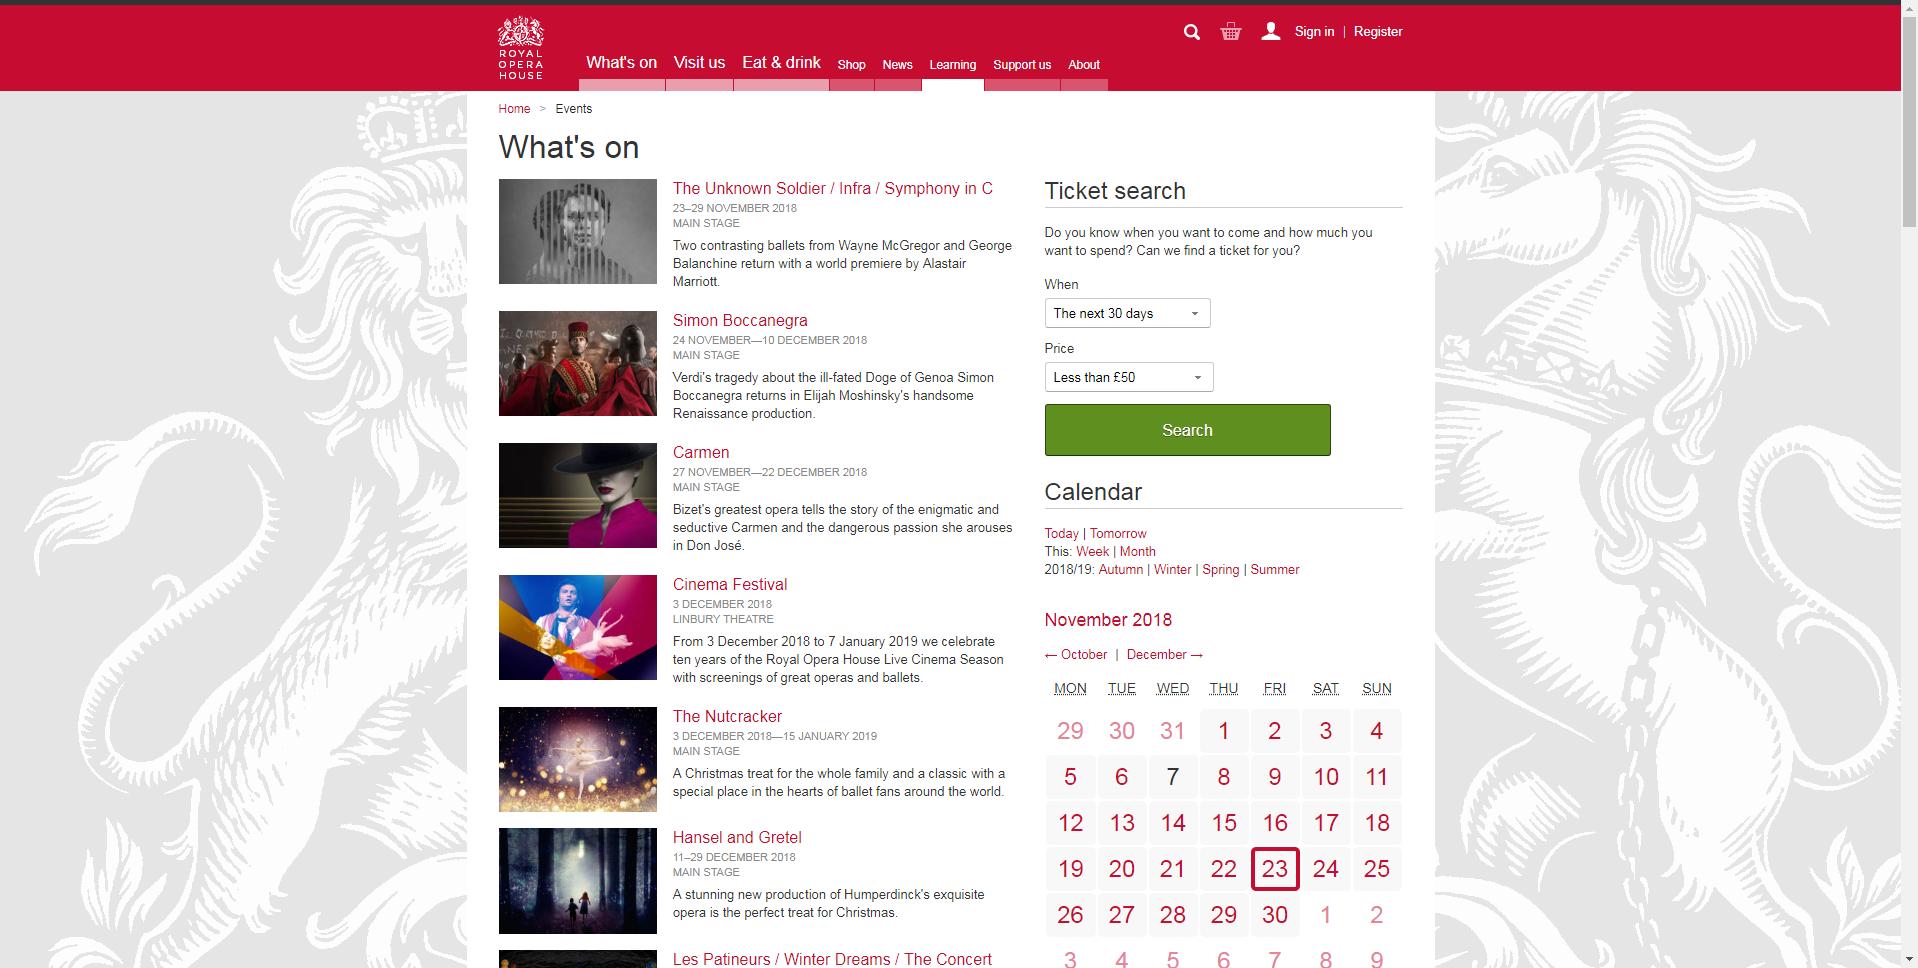 ROYAL
OPERA
HOUSE
What's on
Visit us
Eat & drink
Shop
News
Learning
Support us
About
Sign in | Register
Home > Events
What's on
The Unknown Soldier / Infra / Symphony in C
23–29 NOVEMBER 2018
MAIN STAGE
Two contrasting ballets from Wayne McGregor and George
Balanchine return with a world premiere by Alastair
Marriott.
Simon Boccanegra
24 NOVEMBER—10 DECEMBER 2018
MAIN STAGE
Verdi's tragedy about the ill-fated Doge of Genoa Simon
Boccanegra returns in Elijah Moshinsky's handsome
Renaissance production.
Carmen
27 NOVEMBER—22 DECEMBER 2018
MAIN STAGE
Bizet's greatest opera tells the story of the enigmatic and
seductive Carmen and the dangerous passion she arouses
in Don José.
Cinema Festival
3 DECEMBER 2018
LINBURY THEATRE
From 3 December 2018 to 7 January 2019 we celebrate
ten years of the Royal Opera House Live Cinema Season
with screenings of great operas and ballets.
The Nutcracker
3 DECEMBER 2018—15 JANUARY 2019
MAIN STAGE
A Christmas treat for the whole family and a classic with a
special place in the hearts of ballet fans around the world.
Hansel and Gretel
11–29 DECEMBER 2018
MAIN STAGE
A stunning new production of Humperdinck's exquisite
opera is the perfect treat for Christmas.
Les Patineurs / Winter Dreams / The Concert
Ticket search
Do you know when you want to come and how much you
want to spend? Can we find a ticket for you?
When
The next 30 days
Price
Less than £50
Search
Calendar
Today | Tomorrow
This: Week | Month
2018/19: Autumn | Winter | Spring | Summer
November 2018
← October | December →
MON TUE WED THU FRI SAT SUN
29 30 31 1 2 3 4
5 6 7 8 9 10 11
12 13 14 15 16 17 18
19 20 21 22 23 24 25
26 27 28 29 30 1 2
3 4 5 6 7 8 9